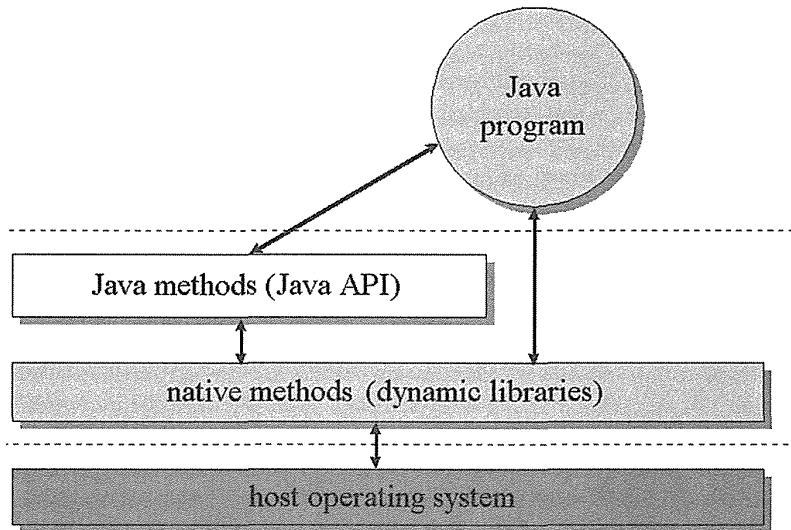 Java
program
Java methods (Java API)
native methods (dynamic libraries)
host operating system